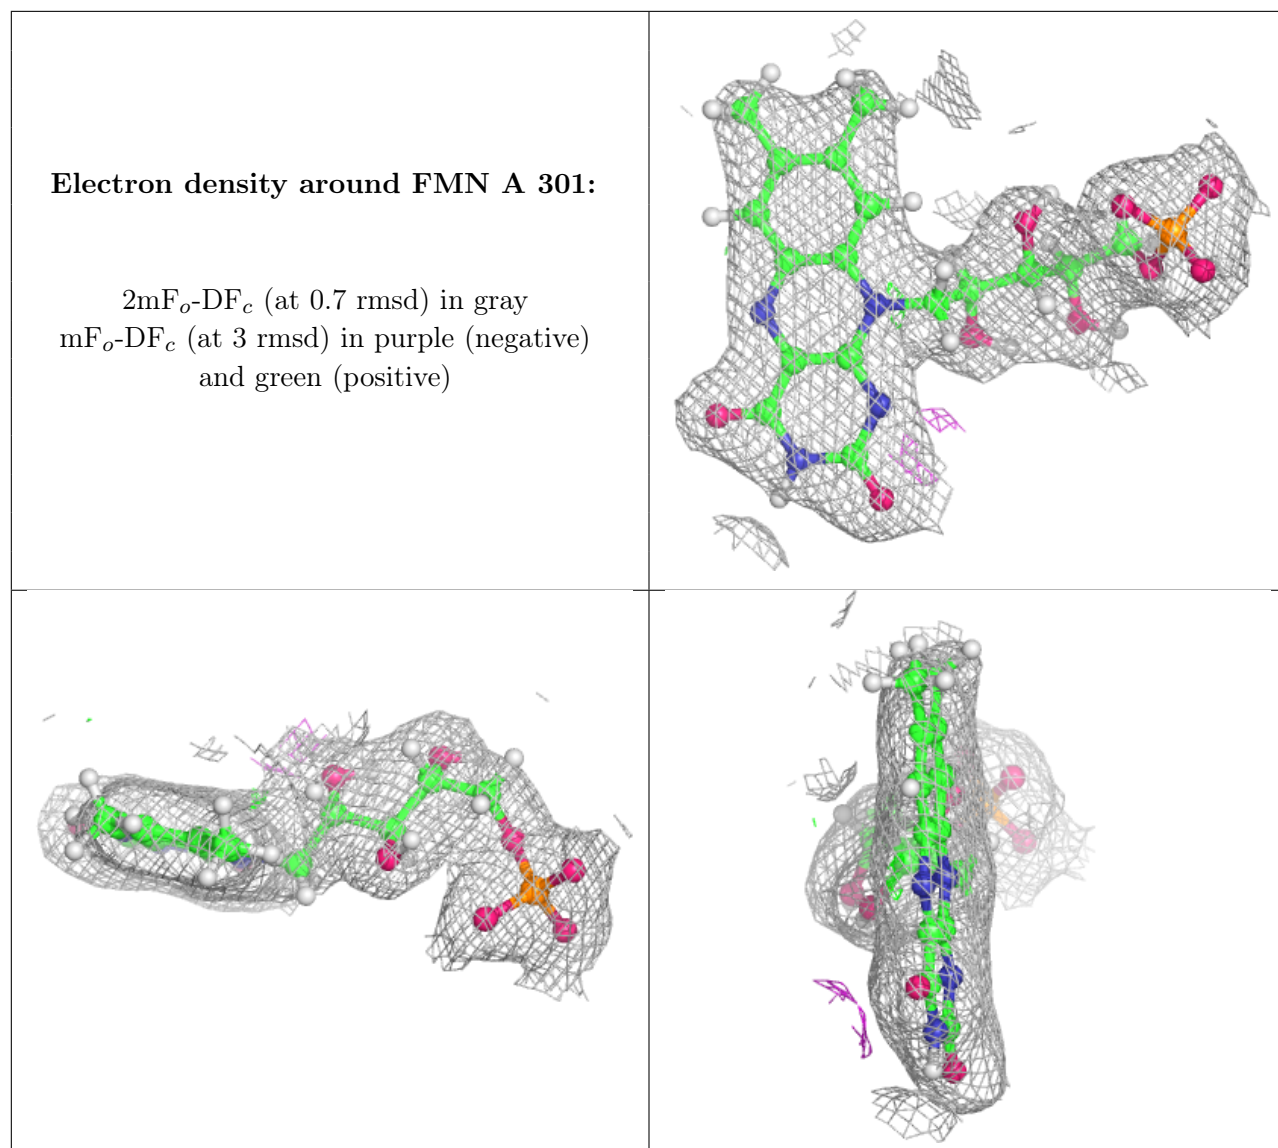 Electron density around FMN A 301:
2mFo-DFc (at 0.7 rmsd) in gray
mFo-DFc (at 3 rmsd) in purple (negative)
and green (positive)